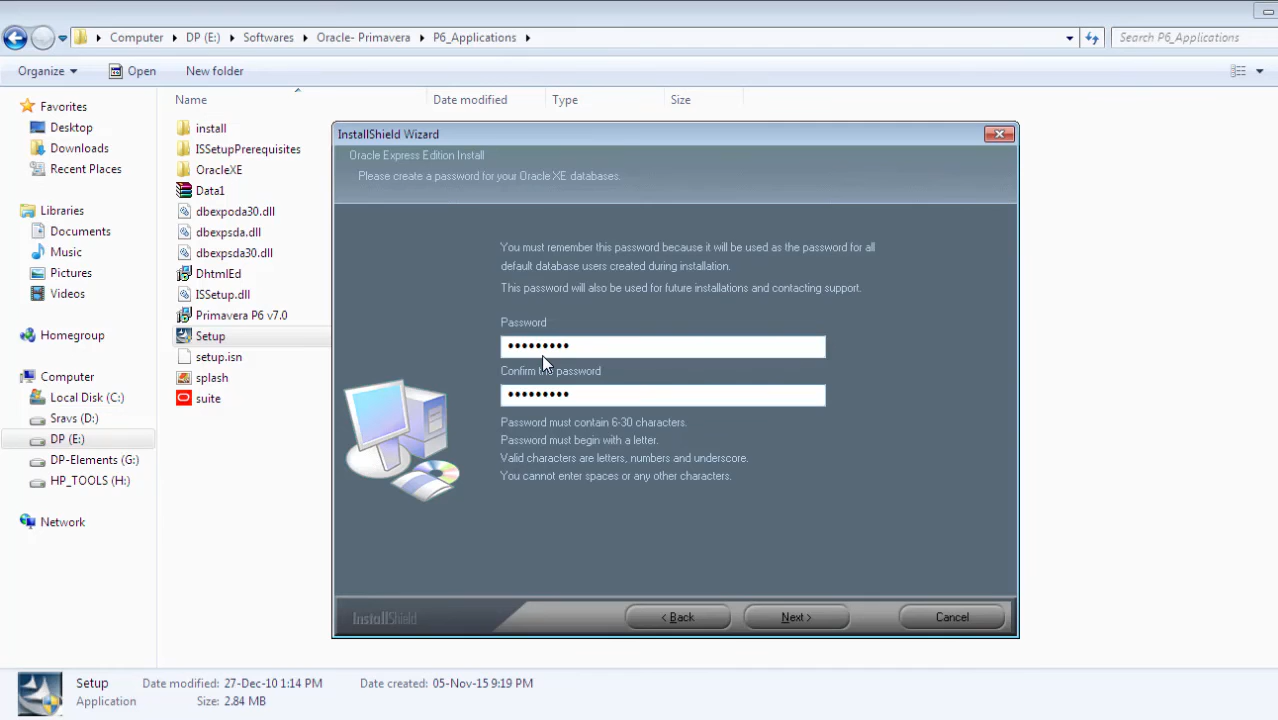 Computer DP (E:) Softwares Oracle- Primavera P6_Applications
Search P6_Applications
Organize Open New folder
Name Date modified Type Size
Favorites
Desktop
Downloads
Recent Places
Libraries
Documents
Music
Pictures
Videos
Homegroup
Computer
Local Disk (C:)
Sravs (D:)
DP (E:)
DP-Elements (G:)
HP_TOOLS (H:)
Network
install
ISSetupPrerequisites
OracleXE
Data1
dbexpoda30.dll
dbexpsda.dll
dbexpsda30.dll
DhtmlEd
ISSetup.dll
Primavera P6 v7.0
Setup
setup.isn
splash
suite
InstallShield Wizard
Oracle Express Edition Install
Please create a password for your Oracle XE databases.
You must remember this password because it will be used as the password for all
default database users created during installation.
This password will also be used for future installations and contacting support.
Password
•••••••••
Confirm password
•••••••••
Password must contain 6-30 characters.
Password must begin with a letter.
Valid characters are letters, numbers and underscore.
You cannot enter spaces or any other characters.
InstallShield
< Back Next > Cancel
Setup Date modified: 27-Dec-10 1:14 PM Date created: 05-Nov-15 9:19 PM
Application Size: 2.84 MB